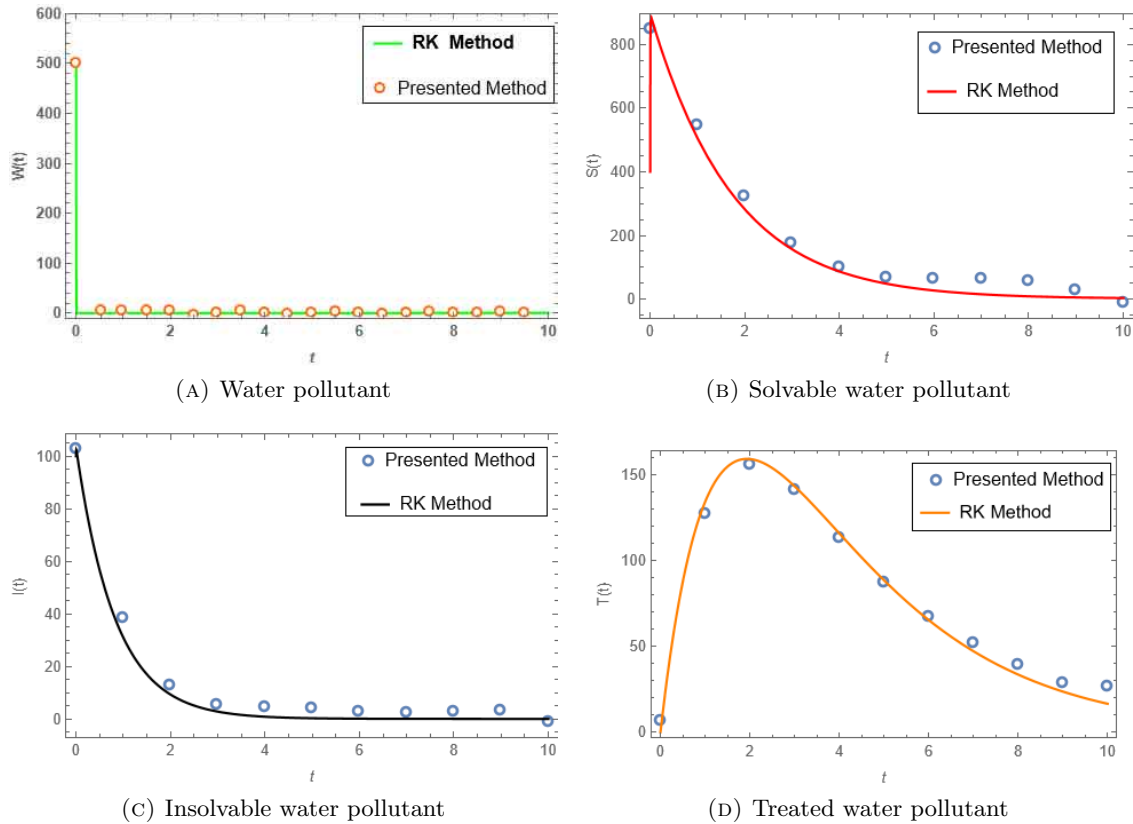 600
500
400
300
200
100
0
W(t)
RK Method
Presented Method
0
2
4
6
8
10
t
(A) Water pollutant
800
600
400
200
0
S(t)
Presented Method
RK Method
0
2
4
6
8
10
t
(B) Solvable water pollutant
100
80
60
40
20
0
I(t)
Presented Method
RK Method
0
2
4
6
8
10
t
(C) Insolvable water pollutant
150
100
50
0
T(t)
Presented Method
RK Method
0
2
4
6
8
10
t
(D) Treated water pollutant